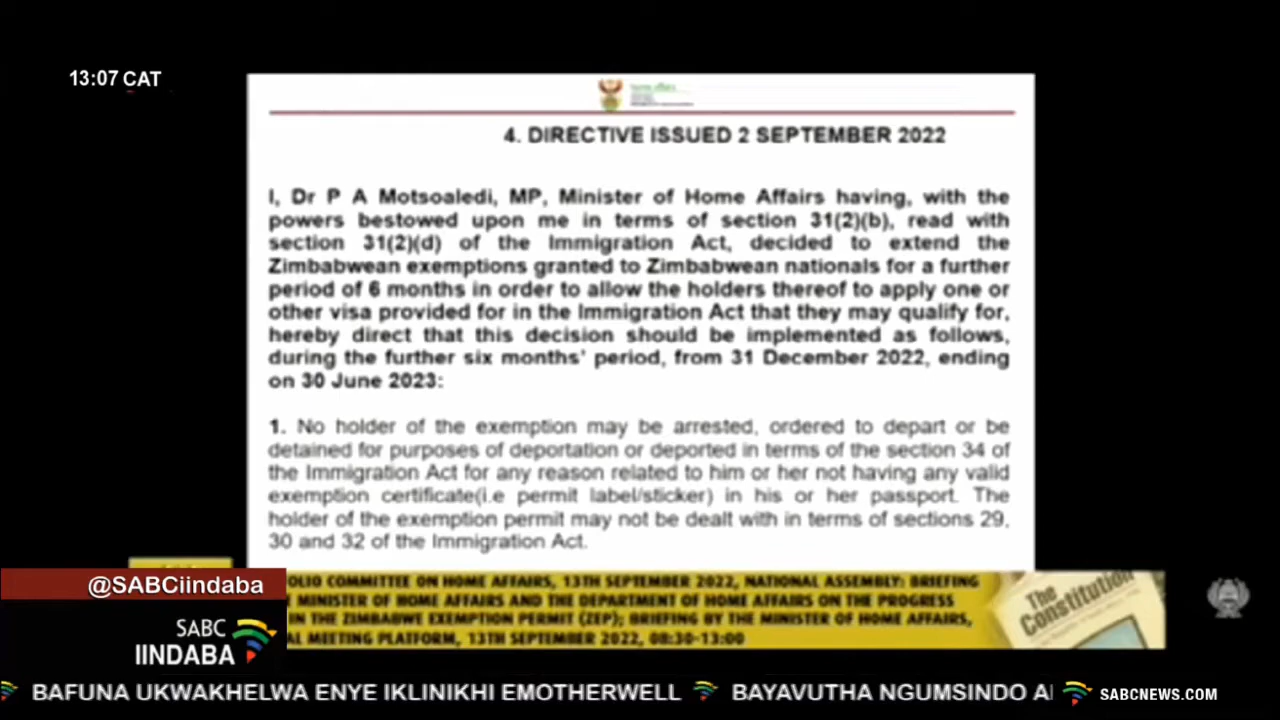 13:07 CAT
home affairs
4. DIRECTIVE ISSUED 2 SEPTEMBER 2022
I, Dr P A Motsoaledi, MP, Minister of Home Affairs having, with the
powers bestowed upon me in terms of section 31(2)(b), read with
section 31(2)(d) of the Immigration Act, decided to extend the
Zimbabwean exemptions granted to Zimbabwean nationals for a further
period of 6 months in order to allow the holders thereof to apply one or
other visa provided for in the Immigration Act that they may qualify for,
hereby direct that this decision should be implemented as follows,
during the further six months' period, from 31 December 2022, ending
on 30 June 2023:
1. No holder of the exemption may be arrested, ordered to depart or be
detained for purposes of deportation or deported in terms of the section 34 of
the Immigration Act for any reason related to him or her not having any valid
exemption certificate(i.e permit label/sticker) in his or her passport. The
holder of the exemption permit may not be dealt with in terms of sections 29,
30 and 32 of the Immigration Act.
OLIO COMMITTEE ON HOME AFFAIRS, 13TH SEPTEMBER 2022, NATIONAL ASSEMBLY: BRIEFING
MINISTER OF HOME AFFAIRS AND THE DEPARTMENT OF HOME AFFAIRS ON THE PROGRESS
IN THE ZIMBABWE EXEMPTION PERMIT (ZEP); BRIEFING BY THE MINISTER OF HOME AFFAIRS,
AL MEETING PLATFORM, 13TH SEPTEMBER 2022, 08:30-13:00
The
Constitution
@SABCiindaba
SABC
IINDABA
BAFUNA UKWAKHELWA ENYE IKLINIKHI EMOTHERWELL
BAYAVUTHA NGUMSINDO
SABCNEWS.COM